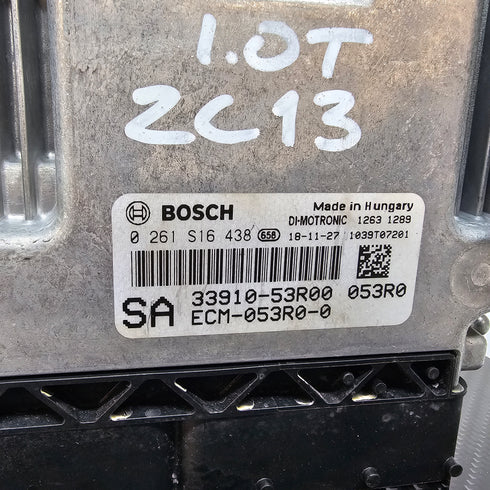 1.0T
ZC13
BOSCH
Made in Hungary
DI-MOTRONIC 1263 1289
0 261 S16 438 658 18-11-27 1039T07201
SA 33910-53R00 053R0
ECM-053R0-0